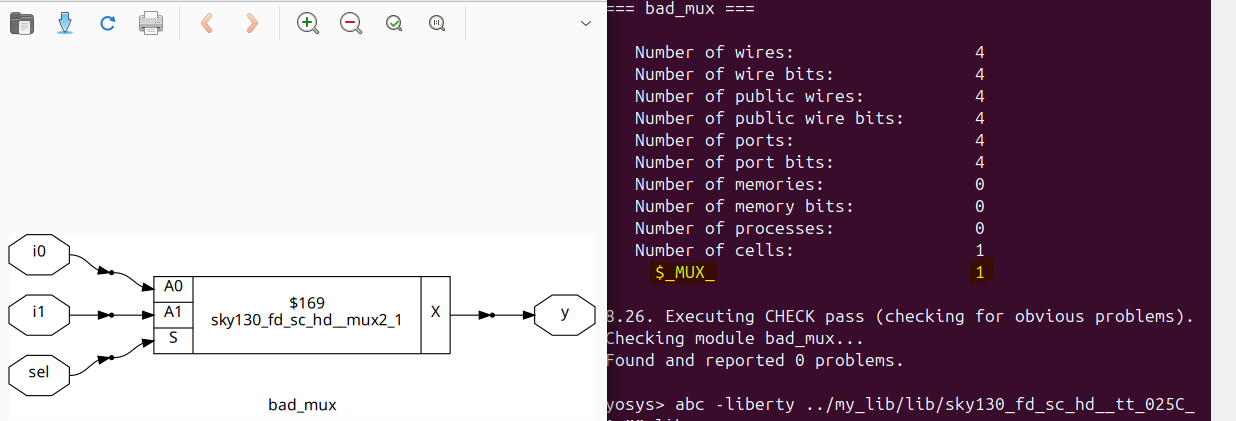 i0
i1
sel
A0
A1
S
$169
sky130_fd_sc_hd__mux2_1
X
y
bad_mux
=== bad_mux ===
Number of wires: 4
Number of wire bits: 4
Number of public wires: 4
Number of public wire bits: 4
Number of ports: 4
Number of port bits: 4
Number of memories: 0
Number of memory bits: 0
Number of processes: 0
Number of cells: 1
$_MUX_ 1
8.26. Executing CHECK pass (checking for obvious problems).
Checking module bad_mux...
Found and reported 0 problems.
yosys> abc -liberty ../my_lib/lib/sky130_fd_sc_hd__tt_025C_